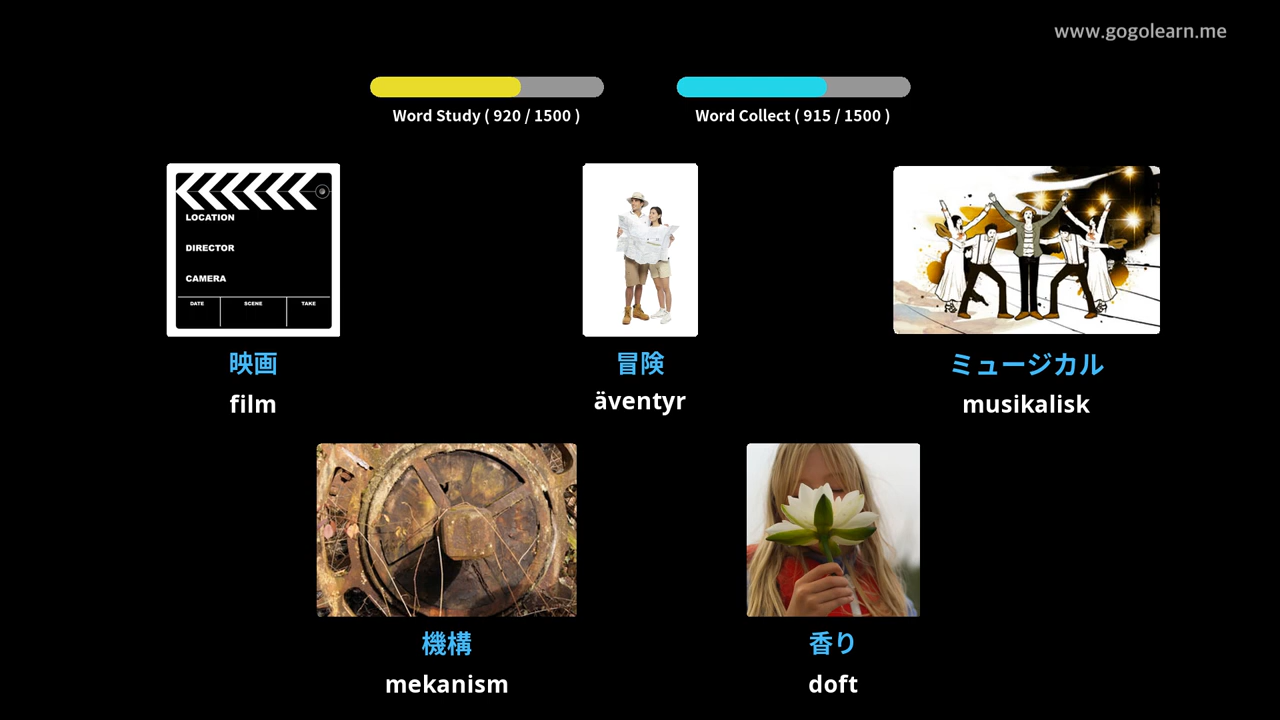 www.gogolearn.me
Word Study ( 920 / 1500 )
Word Collect ( 915 / 1500 )
LOCATION
DIRECTOR
CAMERA
DATE
SCENE
TAKE
映画
film
冒険
äventyr
ミュージカル
musikalisk
機構
mekanism
香り
doft